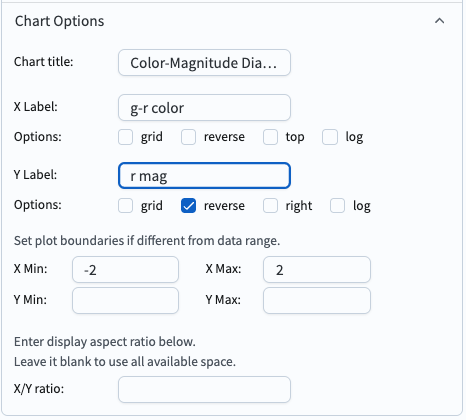 Chart Options
Chart title: Color-Magnitude Dia...
X Label: g-r color
Options: grid reverse top log
Y Label: r mag
Options: grid reverse right log
Set plot boundaries if different from data range.
X Min: -2 X Max: 2
Y Min: Y Max:
Enter display aspect ratio below.
Leave it blank to use all available space.
X/Y ratio: